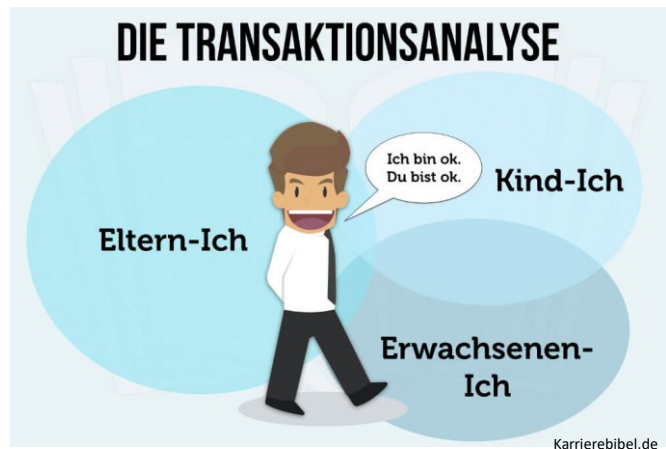 DIE TRANSAKTIONSANALYSE
Ich bin ok.
Du bist ok.
Kind-Ich
Eltern-Ich
Erwachsenen-
Ich
Karrierebibel.de